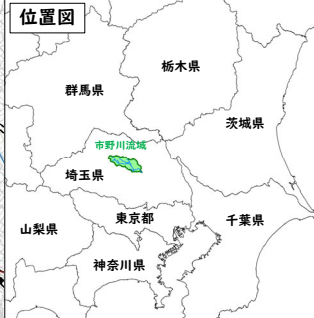 位置図
栃木県
群馬県
茨城県
市野川流域
埼玉県
東京都
千葉県
山梨県
神奈川県